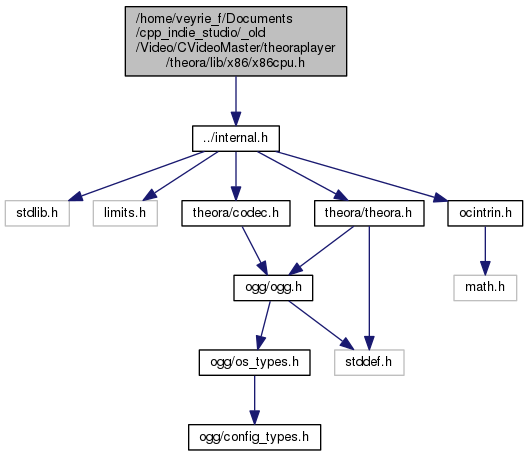 /home/veyrie_f/Documents
/cpp_indie_studio/_old
/Video/CVideoMaster/theoraplayer
/theora/lib/x86/x86cpu.h
../internal.h
stdlib.h
limits.h
theora/codec.h
theora/theora.h
ocintrin.h
ogg/ogg.h
math.h
ogg/os_types.h
stddef.h
ogg/config_types.h